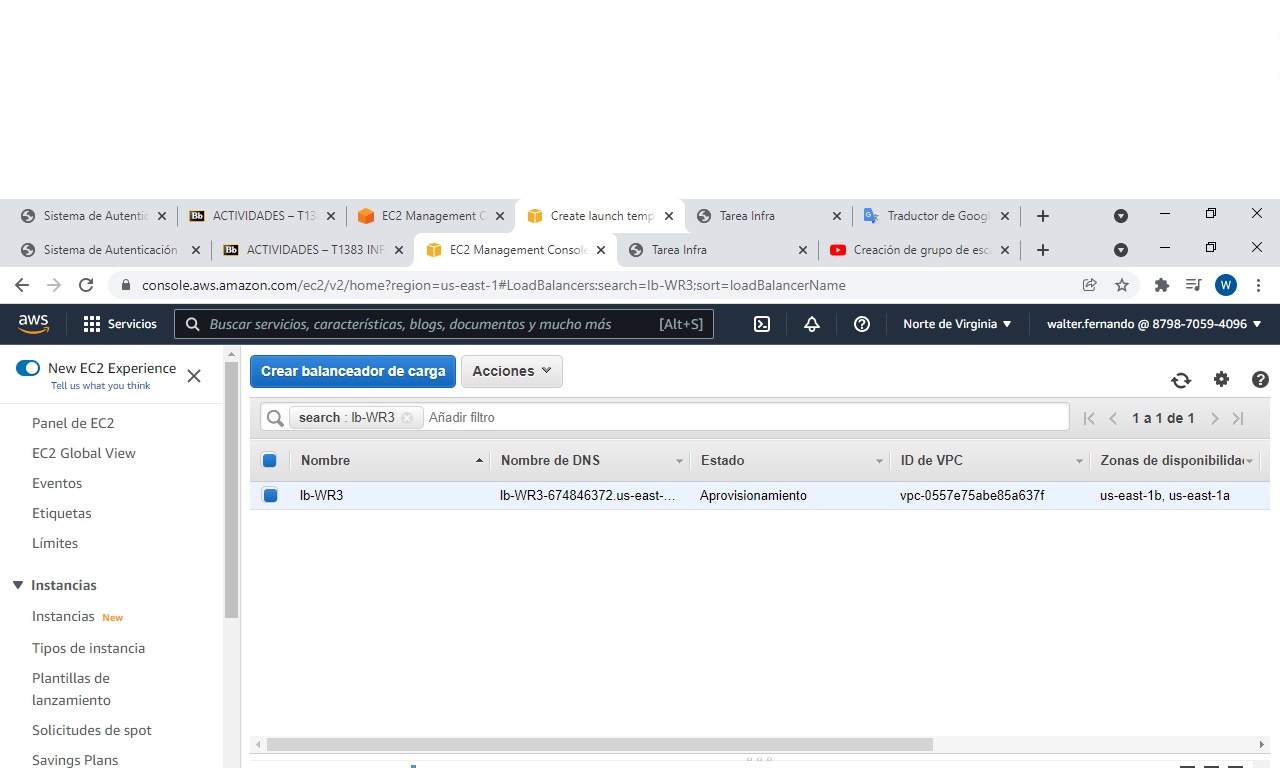 Sistema de Autentic
ACTIVIDADES – T13
EC2 Management C
Create launch temp
Tarea Infra
Traductor de Googl
Sistema de Autenticación
ACTIVIDADES – T1383 INF
EC2 Management Console
Tarea Infra
Creación de grupo de esca
console.aws.amazon.com/ec2/v2/home?region=us-east-1#LoadBalancers:search=lb-WR3;sort=loadBalancerName
W
aws
Servicios
Buscar servicios, características, blogs, documentos y mucho más [Alt+S]
Norte de Virginia
walter.fernando @ 8798-7059-4096
New EC2 Experience
Tell us what you think
Panel de EC2
EC2 Global View
Eventos
Etiquetas
Límites
Instancias
Instancias New
Tipos de instancia
Plantillas de
lanzamiento
Solicitudes de spot
Savings Plans
Crear balanceador de carga
Acciones
search : lb-WR3
Añadir filtro
1 a 1 de 1
Nombre Nombre de DNS Estado ID de VPC Zonas de disponibilida
lb-WR3 lb-WR3-674846372.us-east-... Aprovisionamiento vpc-0557e75abe85a637f us-east-1b, us-east-1a